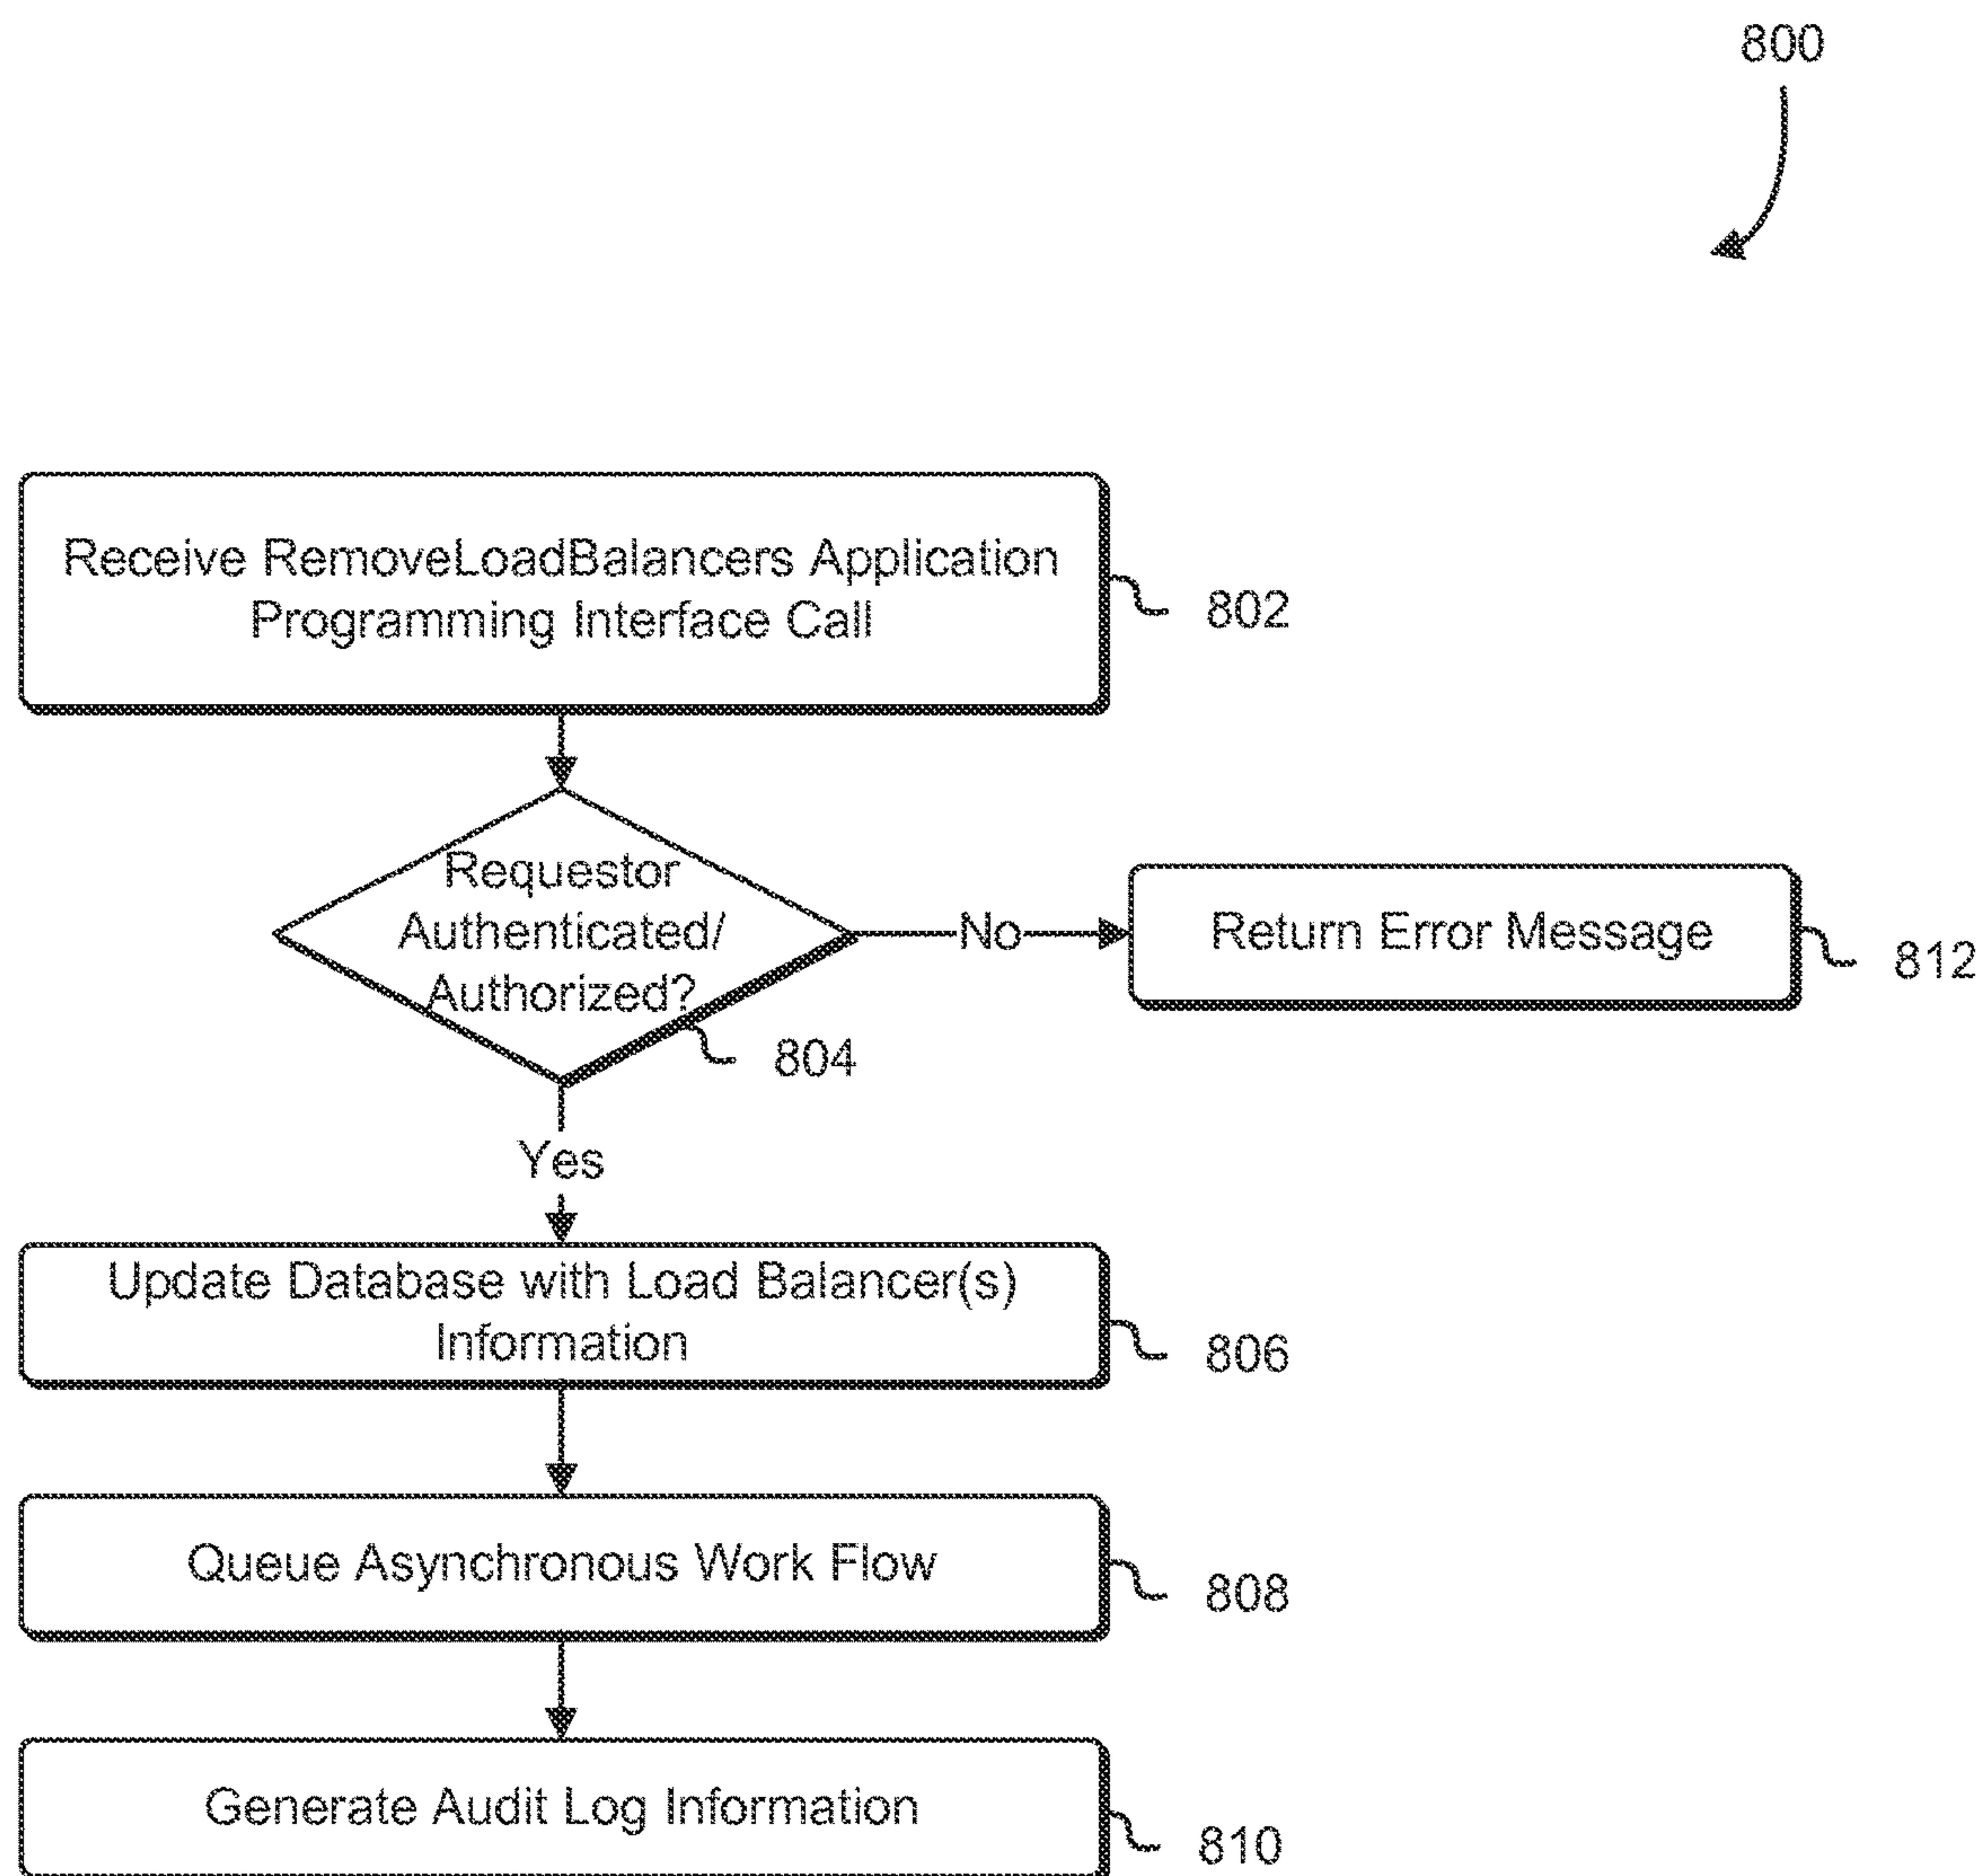 800
Receive RemoveLoadBalancers Application
Programming Interface Call
802
Requestor
Authenticated/
Authorized?
No
Return Error Message
812
804
Yes
Update Database with Load Balancer(s)
Information
806
Queue Asynchronous Work Flow
808
Generate Audit Log Information
810